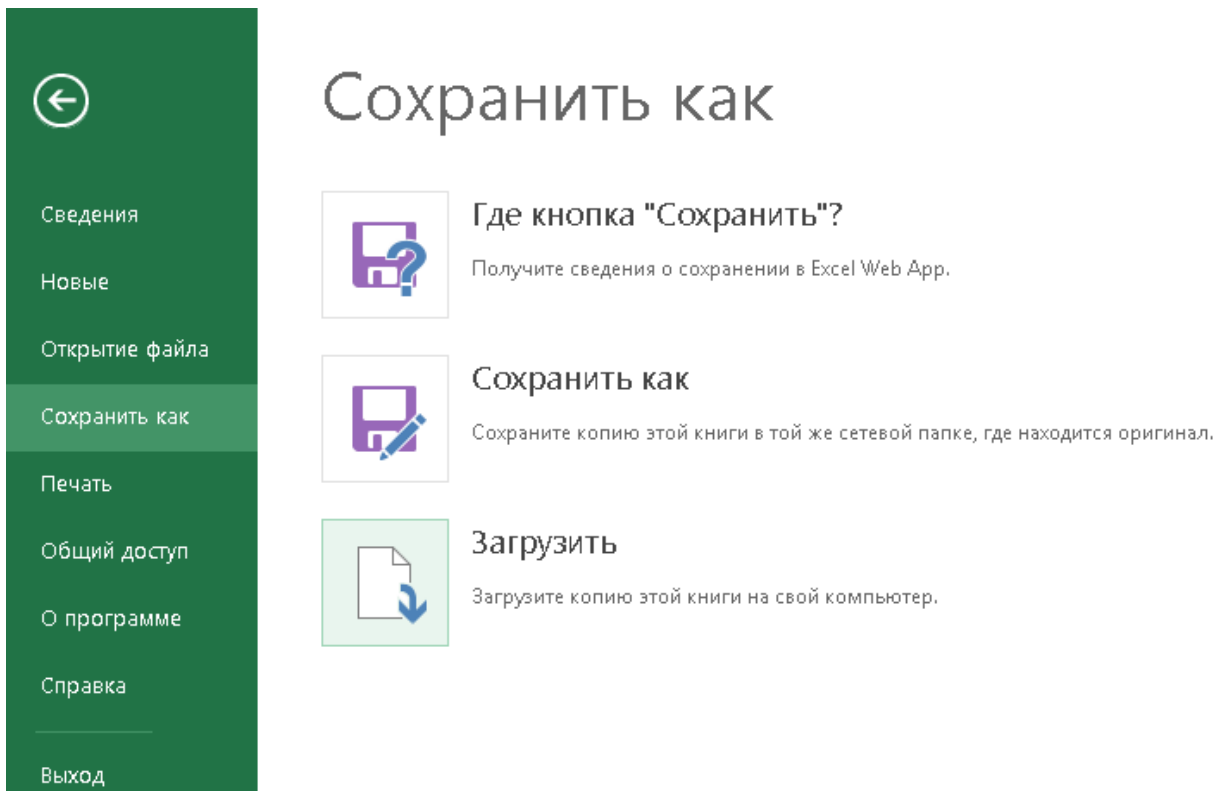 Сохранить как
Сведения
Новые
Открытие файла
Сохранить как
Печать
Общий доступ
О программе
Справка
Выход
Где кнопка "Сохранить"?
Получите сведения о сохранении в Excel Web App.
Сохранить как
Сохраните копию этой книги в той же сетевой папке, где находится оригинал.
Загрузить
Загрузите копию этой книги на свой компьютер.